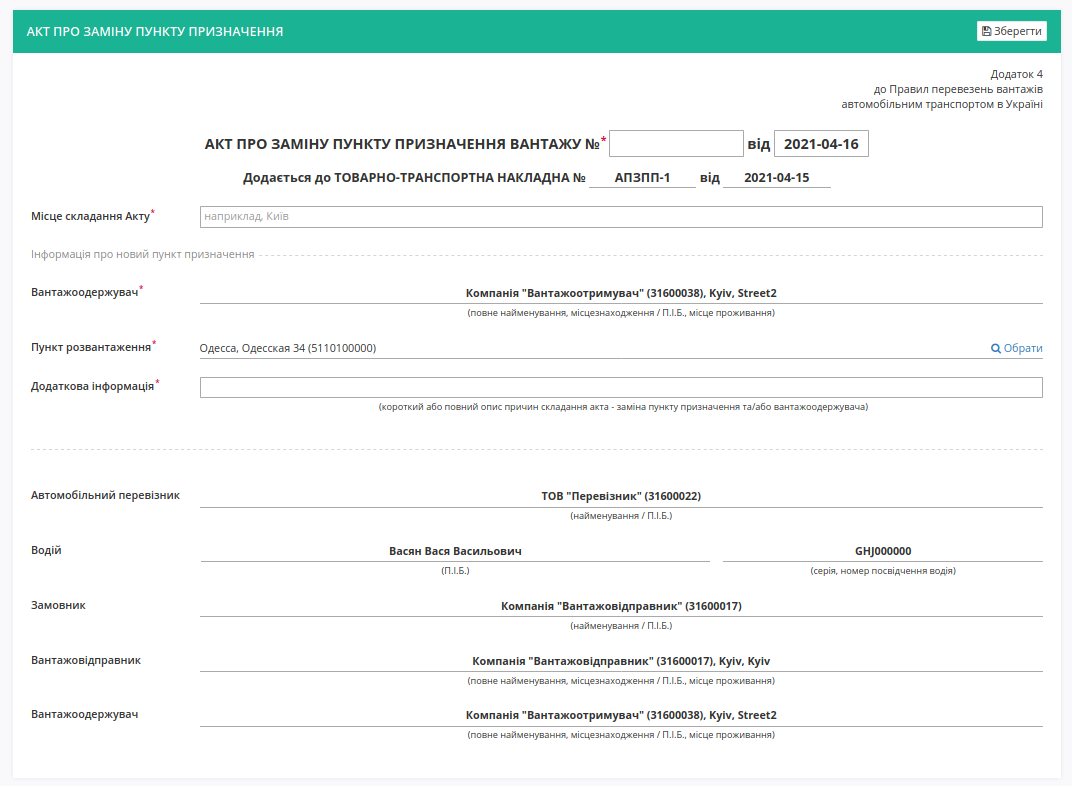 АКТ ПРО ЗАМІНУ ПУНКТУ ПРИЗНАЧЕННЯ
Зберегти
Додаток 4
до Правил перевезень вантажів
автомобільним транспортом в Україні
АКТ ПРО ЗАМІНУ ПУНКТУ ПРИЗНАЧЕННЯ ВАНТАЖУ №* від 2021-04-16
Додається до ТОВАРНО-ТРАНСПОРТНА НАКЛАДНА № АПЗПП-1 від 2021-04-15
Місце складання Акту* наприклад, Київ
Інформація про новий пункт призначення
Вантажоодержувач* Компанія "Вантажоотримувач" (31600038), Kyiv, Street2
(повне найменування, місцезнаходження / П.І.Б., місце проживання)
Пункт розвантаження* Одесса, Одесская 34 (5110100000) Обрати
Додаткова інформація*
(короткий або повний опис причин складання акта - заміна пункту призначення та/або вантажоодержувача)
Автомобільний перевізник ТОВ "Перевізник" (31600022)
(найменування / П.І.Б.)
Водій Васян Вася Васильович GHJ000000
(П.І.Б.) (серія, номер посвідчення водія)
Замовник Компанія "Вантажовідправник" (31600017)
(найменування / П.І.Б.)
Вантажовідправник Компанія "Вантажовідправник" (31600017), Kyiv, Kyiv
(повне найменування, місцезнаходження / П.І.Б., місце проживання)
Вантажоодержувач Компанія "Вантажоотримувач" (31600038), Kyiv, Street2
(повне найменування, місцезнаходження / П.І.Б., місце проживання)